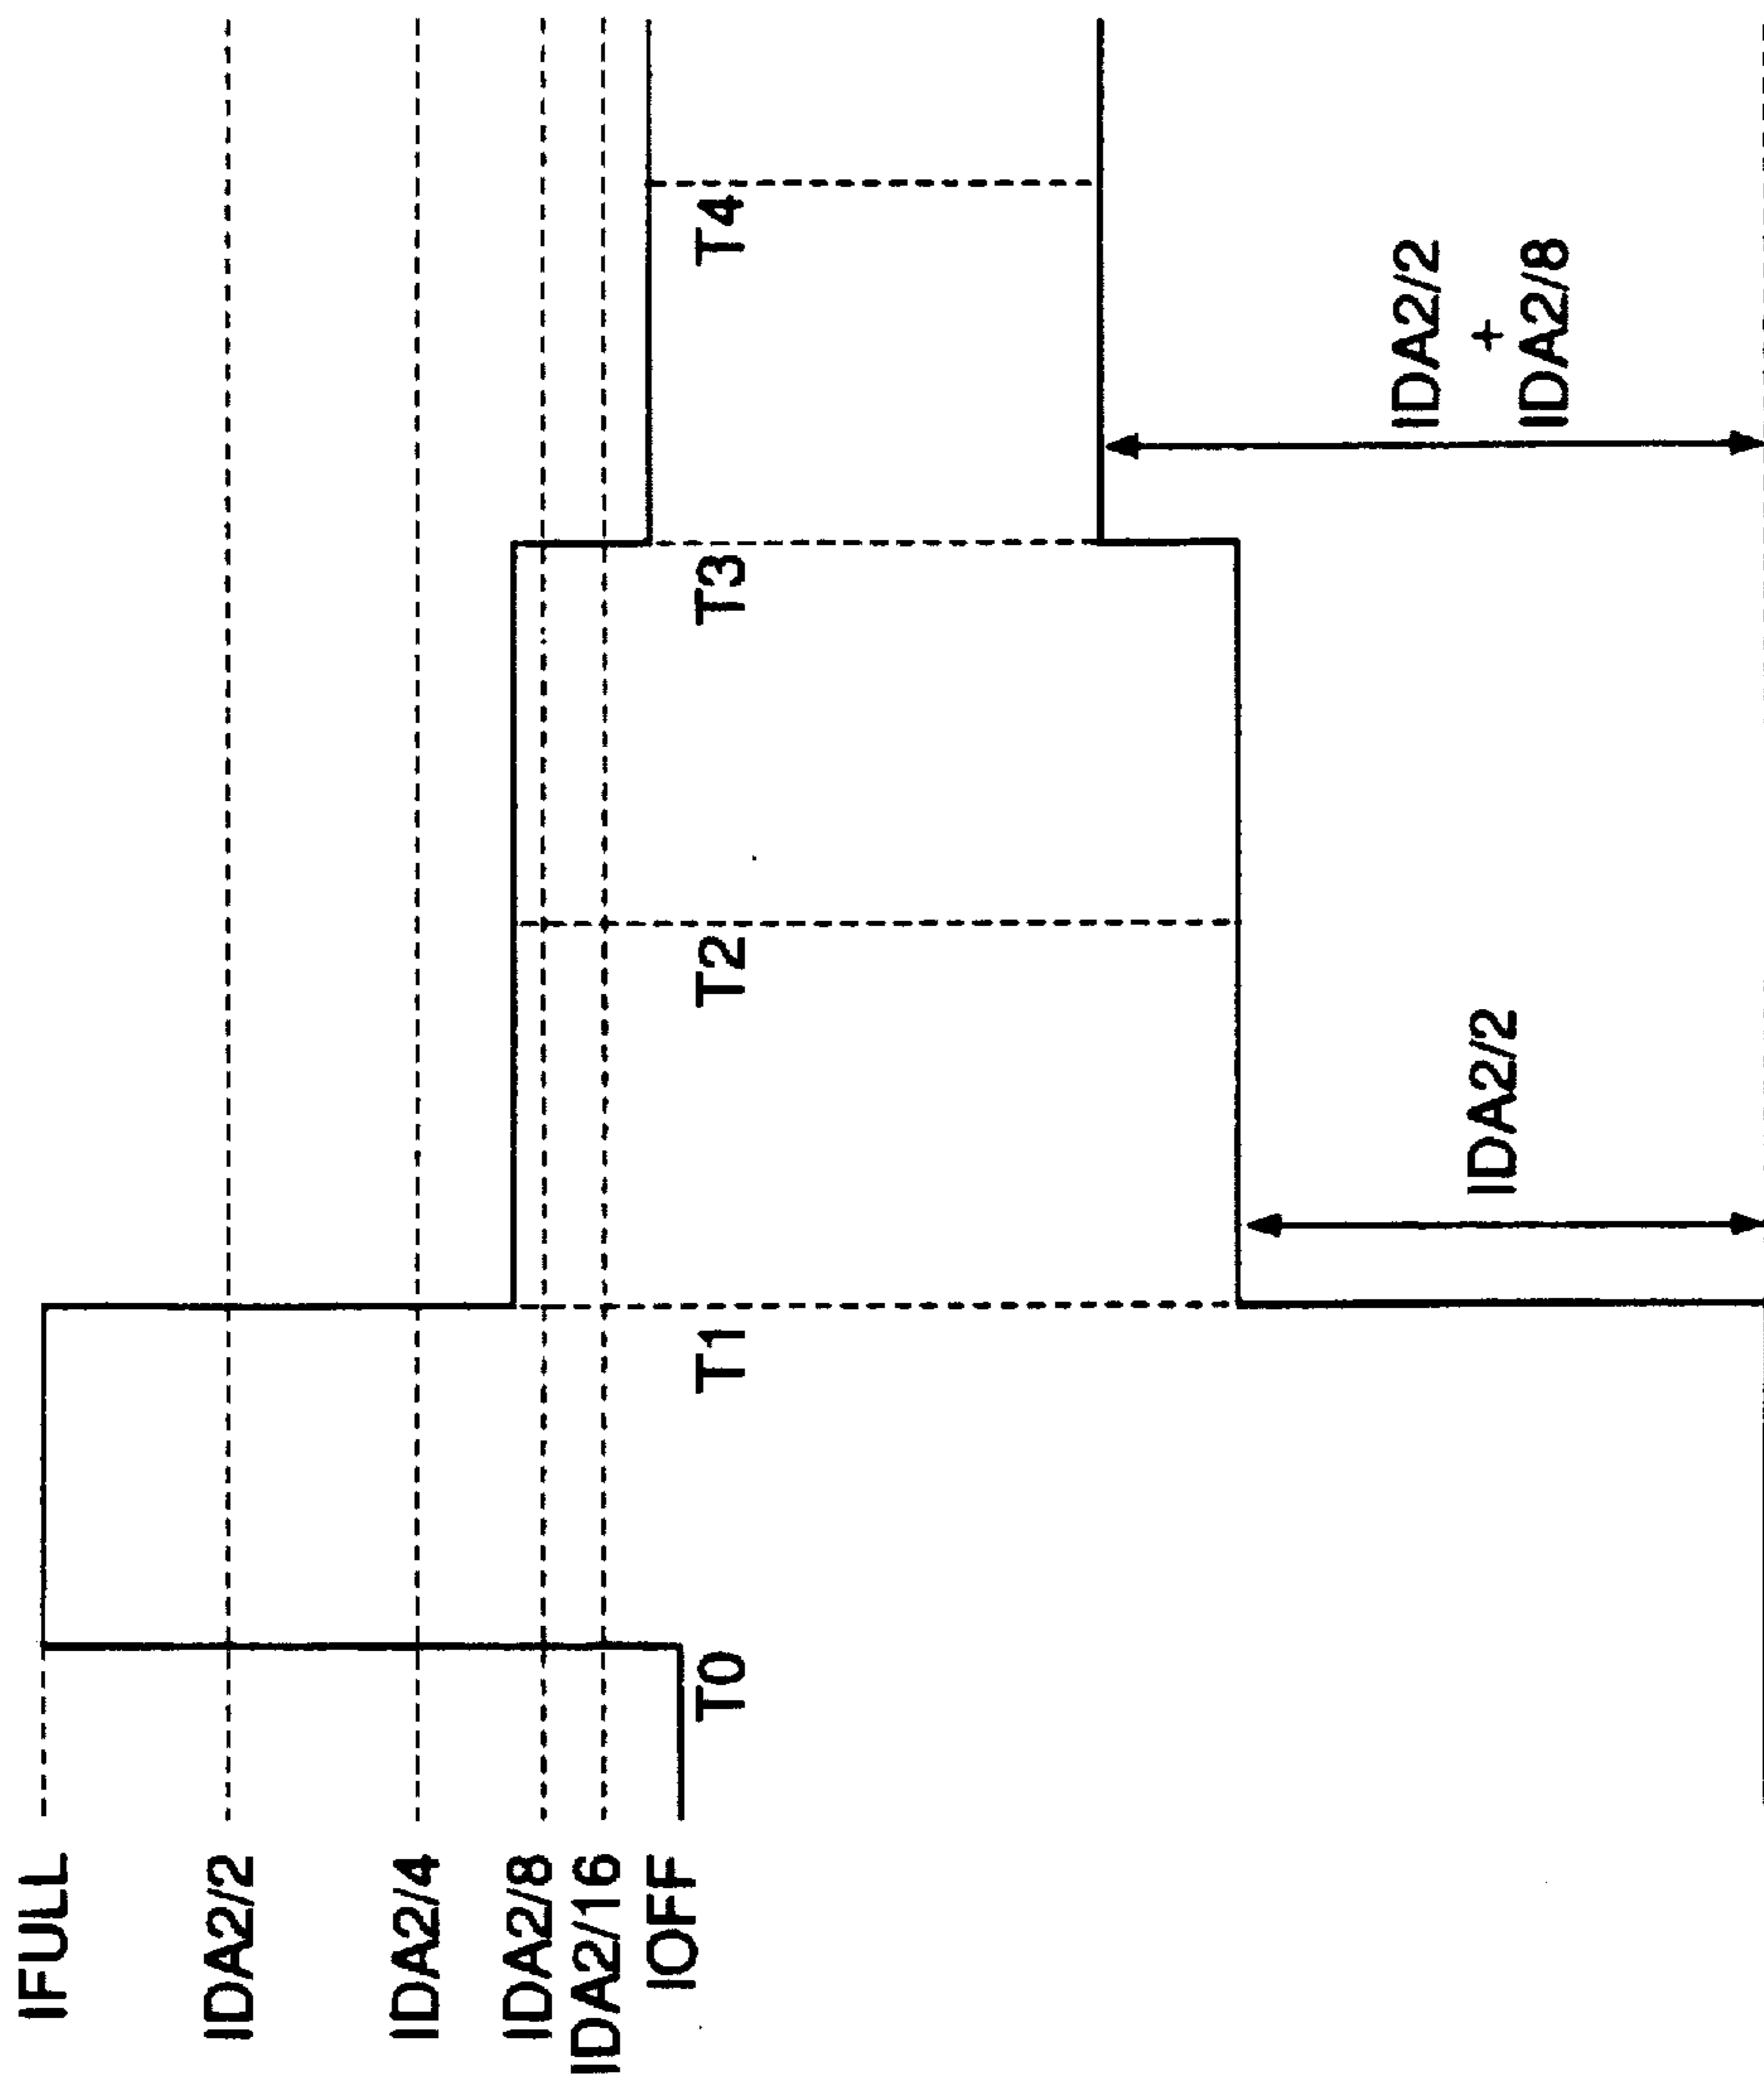 IFULL
IDA2/2
IDA2/4
IDA2/8
IDA2/16
IOFF
T0
T1
T2
T3
T4
IDA2/2
IDA2/2
+
IDA2/8